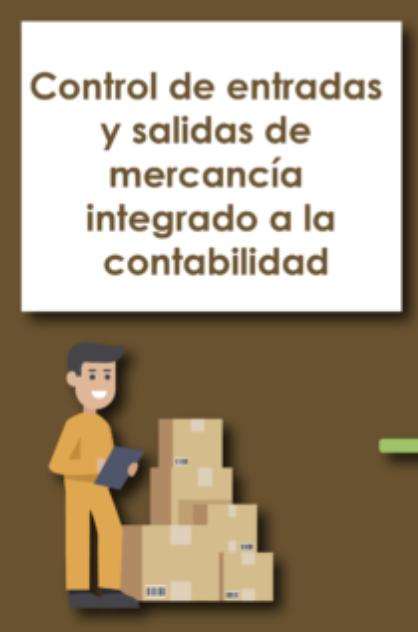 Control de entradas
y salidas de
mercancía
integrado a la
contabilidad